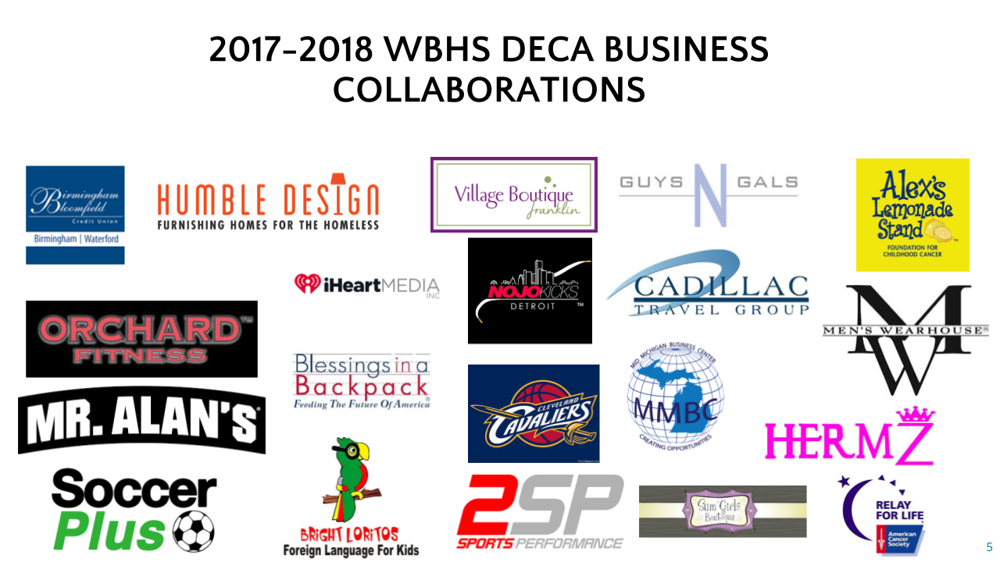 2017-2018 WBHS DECA BUSINESS
COLLABORATIONS
Birmingham
Bloomfield
Credit Union
Birmingham | Waterford
HUMBLE DESIGN
FURNISHING HOMES FOR THE HOMELESS
Village Boutique
franklin
GUYS N GALS
Alex's
Lemonade
Stand™
FOUNDATION FOR
CHILDHOOD CANCER
iHeartMEDIA
INC
NOJOKICKS
DETROIT ™
CADILLAC
TRAVEL GROUP
MW
MEN'S WEARHOUSE®
ORCHARD™
FITNESS
Blessings in a
Backpack®
Feeding The Future Of America
MID MICHIGAN BUSINESS CENTER
MMBC
CREATING OPPORTUNITIES
MR. ALAN'S®
CLEVELAND
CAVALIERS
HERMZ
Soccer
Plus
BRiGHT LORiTOS
Foreign Language For Kids
2SP
SPORTS PERFORMANCE
Slim Girls
Boutique
RELAY
FOR LIFE
American
Cancer
Society
5